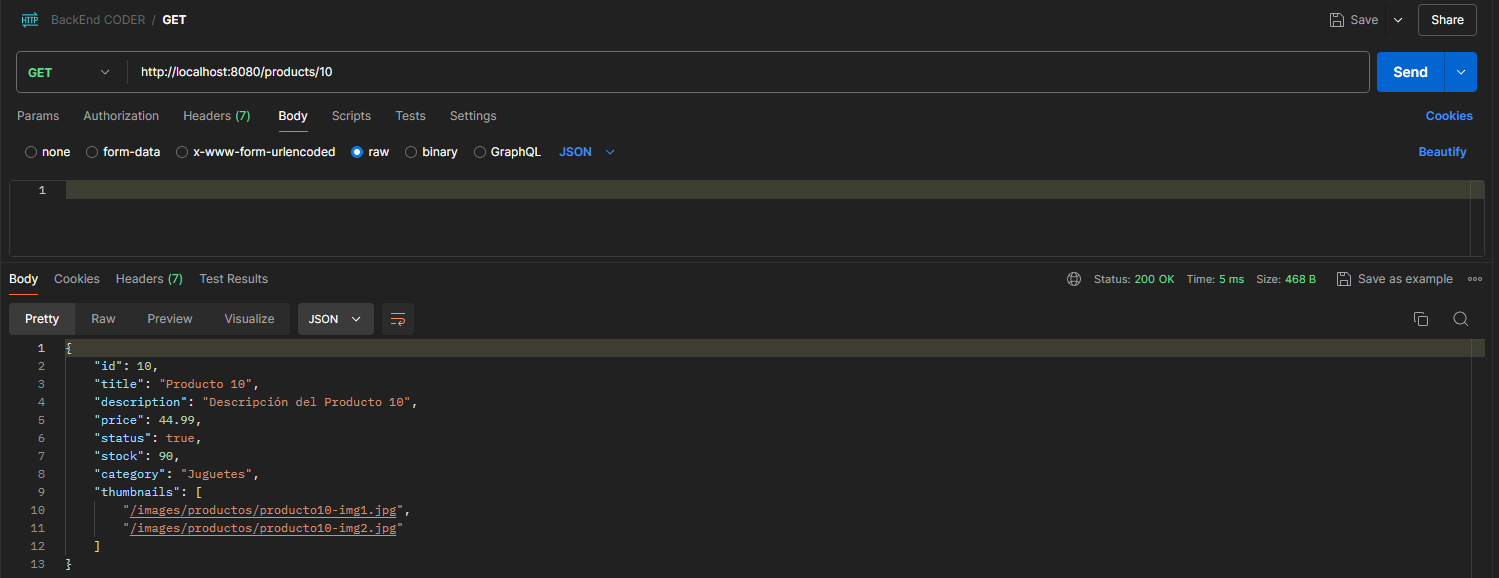 HTTP BackEnd CODER / GET Save Share
GET http://localhost:8080/products/10 Send
Params Authorization Headers (7) Body Scripts Tests Settings Cookies
none form-data x-www-form-urlencoded raw binary GraphQL JSON Beautify
1
Body Cookies Headers (7) Test Results Status: 200 OK Time: 5 ms Size: 468 B Save as example
Pretty Raw Preview Visualize JSON
1 {
2 "id": 10,
3 "title": "Producto 10",
4 "description": "Descripción del Producto 10",
5 "price": 44.99,
6 "status": true,
7 "stock": 90,
8 "category": "Juguetes",
9 "thumbnails": [
10 "/images/productos/producto10-img1.jpg",
11 "/images/productos/producto10-img2.jpg"
12 ]
13 }